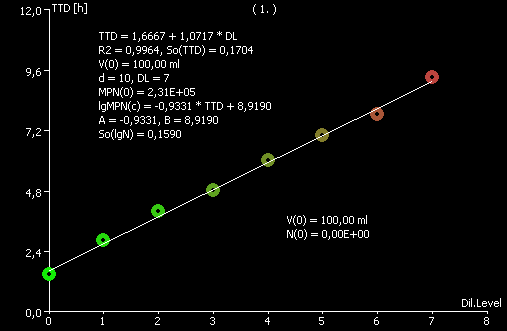 TTD [h]
( 1. )
12,0
TTD = 1,6667 + 1,0717 * DL
R2 = 0,9964, So(TTD) = 0,1704
V(0) = 100,00 ml
d = 10, DL = 7
MPN(0) = 2,31E+05
lgMPN(c) = -0,9331 * TTD + 8,9190
A = -0,9331, B = 8,9190
So(lgN) = 0,1590
9,6
7,2
4,8
V(0) = 100,00 ml
N(0) = 0,00E+00
2,4
Dil.Level
0,0
0 1 2 3 4 5 6 7 8